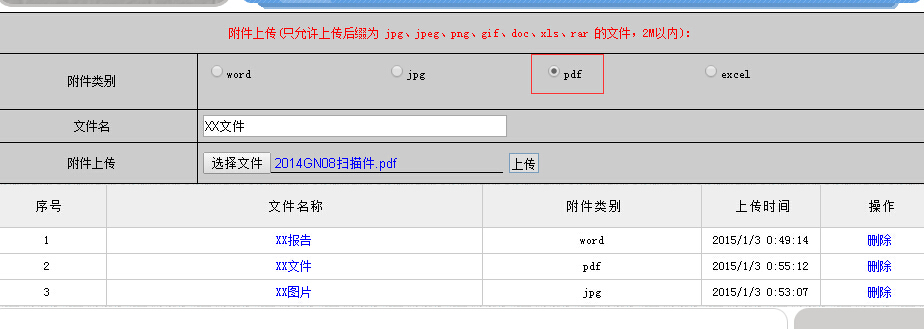 附件上传(只允许上传后缀为 jpg、jpeg、png、gif、doc、xls、rar 的文件，2M以内)：
附件类别 word jpg pdf excel
文件名 XX文件
附件上传 选择文件 2014GN08扫描件.pdf 上传
序号 文件名称 附件类别 上传时间 操作
1 XX报告 word 2015/1/3 0:49:14 删除
2 XX文件 pdf 2015/1/3 0:55:12 删除
3 XX图片 jpg 2015/1/3 0:53:07 删除